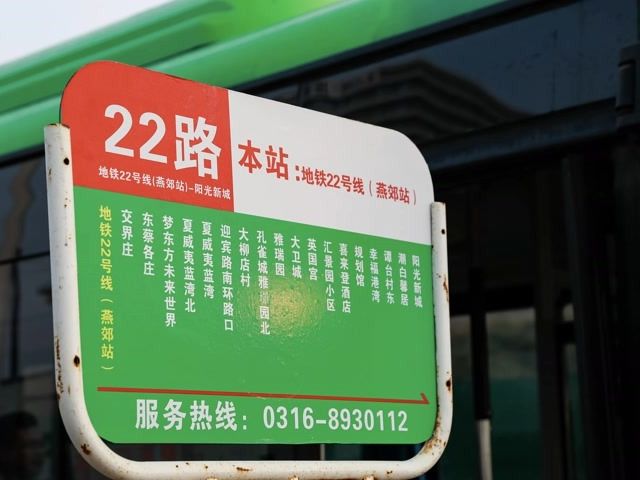 22路
地铁22号线(燕郊站)-阳光新城
本站:地铁22号线(燕郊站)
地铁22号线(燕郊站)
交界庄
东蔡各庄
梦东方未来世界
夏威夷蓝湾北
夏威夷蓝湾
迎宾路南环路口
大柳店村
孔雀城雅澜园北
雅瑞园
大卫城
英国宫
汇景园小区
喜来登酒店
规划馆
幸福港湾
谭台村东
潮白馨居
阳光新城
服务热线: 0316-8930112